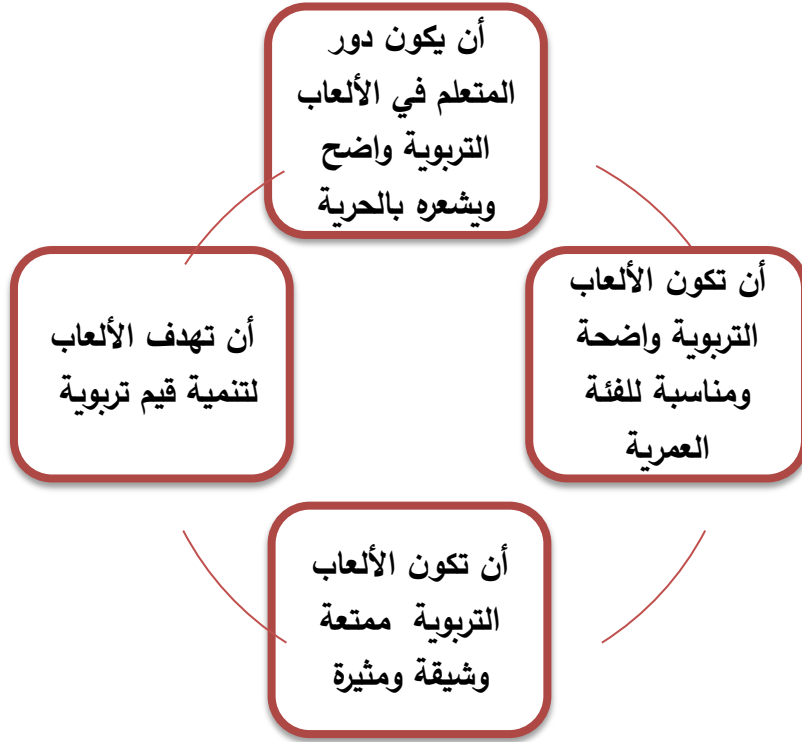 أن يكون دور
المتعلم في الألعاب
التربوية واضح
ويشعره بالحرية
أن تكون الألعاب
التربوية واضحة
ومناسبة للفئة
العمرية
أن تكون الألعاب
التربوية ممتعة
وشيقة ومثيرة
أن تهدف الألعاب
لتنمية قيم تربوية